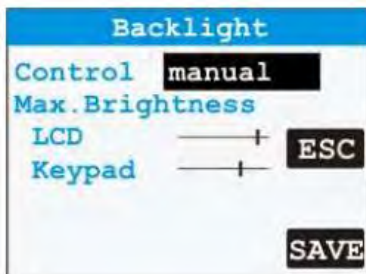 Backlight
Control manual
Max.Brightness
LCD
ESC
Keypad
SAVE